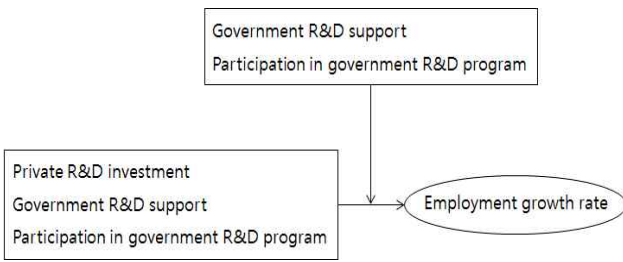 Government R&D support
Participation in government R&D program
Private R&D investment
Government R&D support
Participation in government R&D program
Employment growth rate